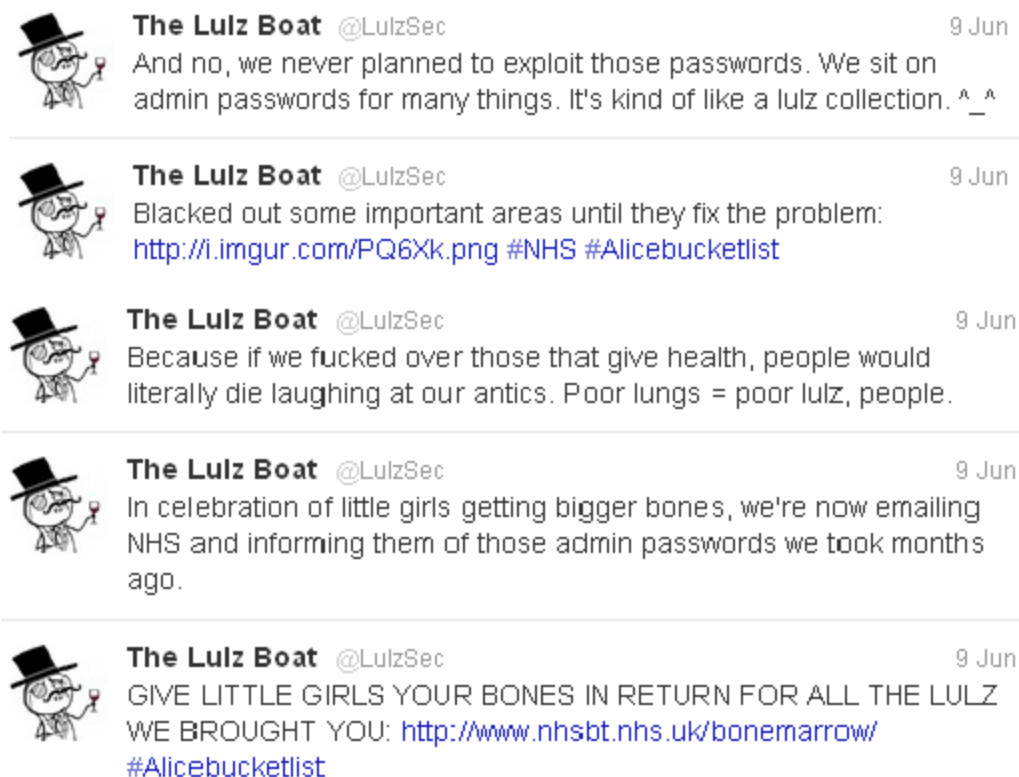 The Lulz Boat @LulzSec 9 Jun
And no, we never planned to exploit those passwords. We sit on
admin passwords for many things. It's kind of like a lulz collection. ^_^
The Lulz Boat @LulzSec 9 Jun
Blacked out some important areas until they fix the problem:
http://i.imgur.com/PQ6Xk.png #NHS #Alicebucketlist
The Lulz Boat @LulzSec 9 Jun
Because if we fucked over those that give health, people would
literally die laughing at our antics. Poor lungs = poor lulz, people.
The Lulz Boat @LulzSec 9 Jun
In celebration of little girls getting bigger bones, we're now emailing
NHS and informing them of those admin passwords we took months
ago.
The Lulz Boat @LulzSec 9 Jun
GIVE LITTLE GIRLS YOUR BONES IN RETURN FOR ALL THE LULZ
WE BROUGHT YOU: http://www.nhsbt.nhs.uk/bonemarrow/
#Alicebucketlist